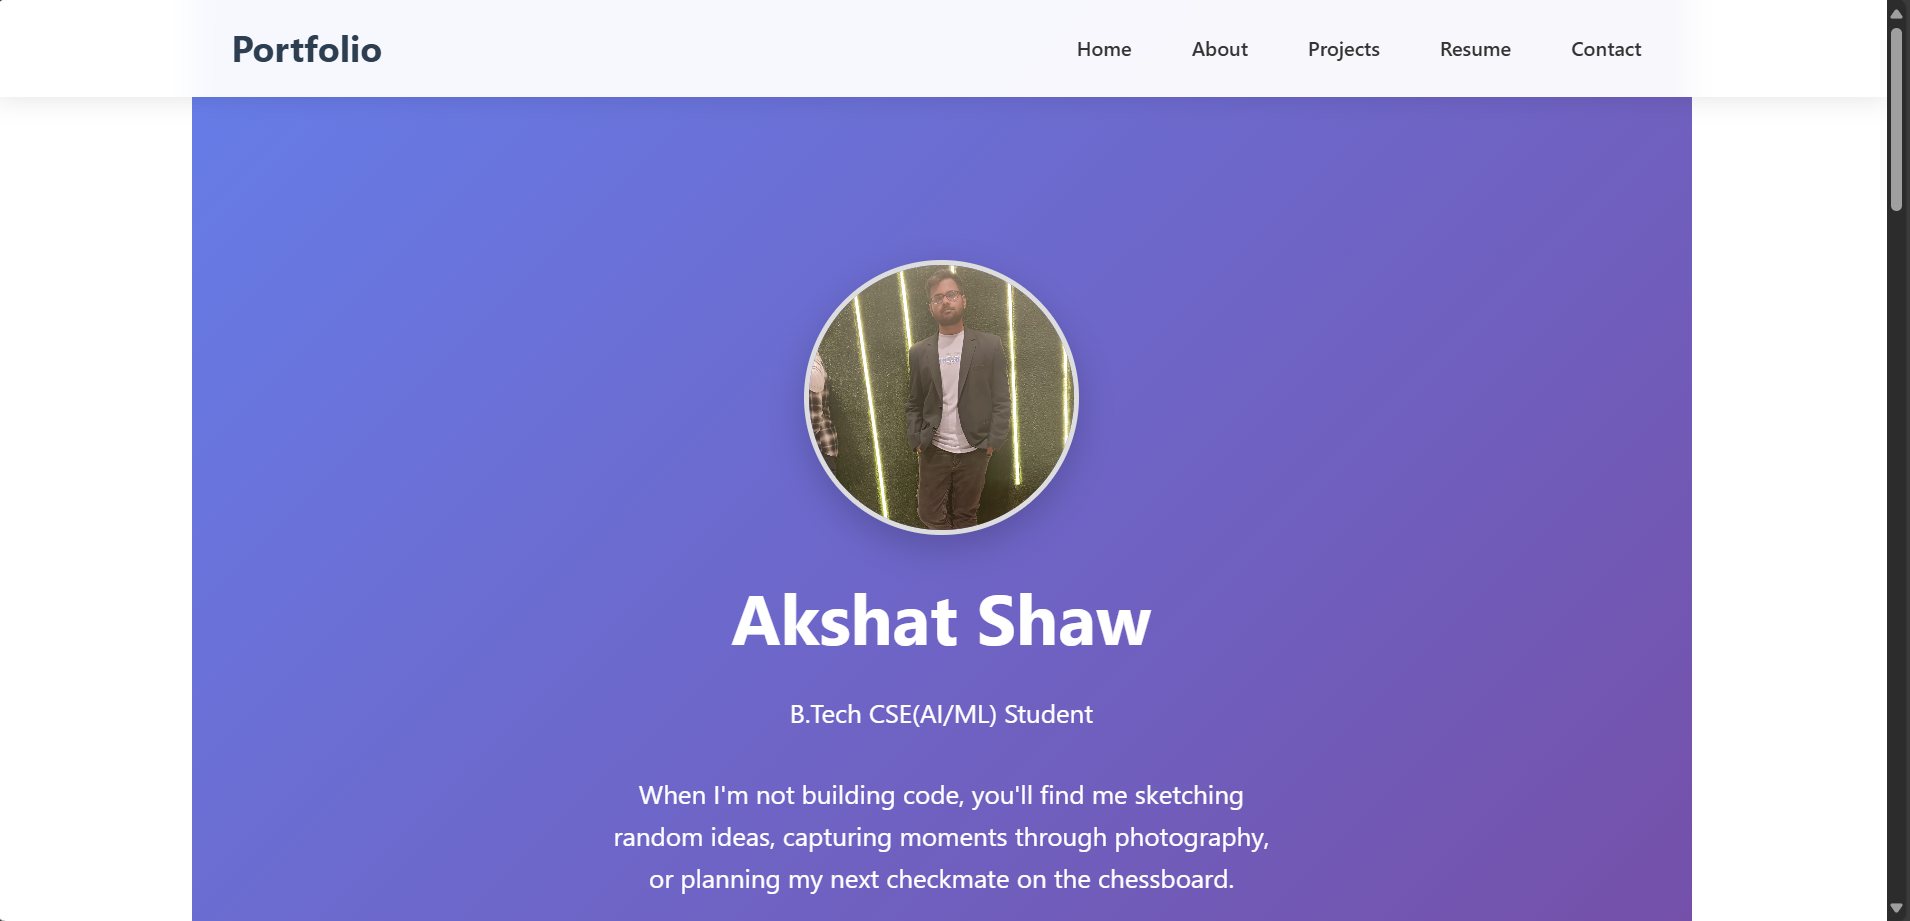 Portfolio
Home About Projects Resume Contact
Akshat Shaw
B.Tech CSE(AI/ML) Student
When I'm not building code, you'll find me sketching
random ideas, capturing moments through photography,
or planning my next checkmate on the chessboard.